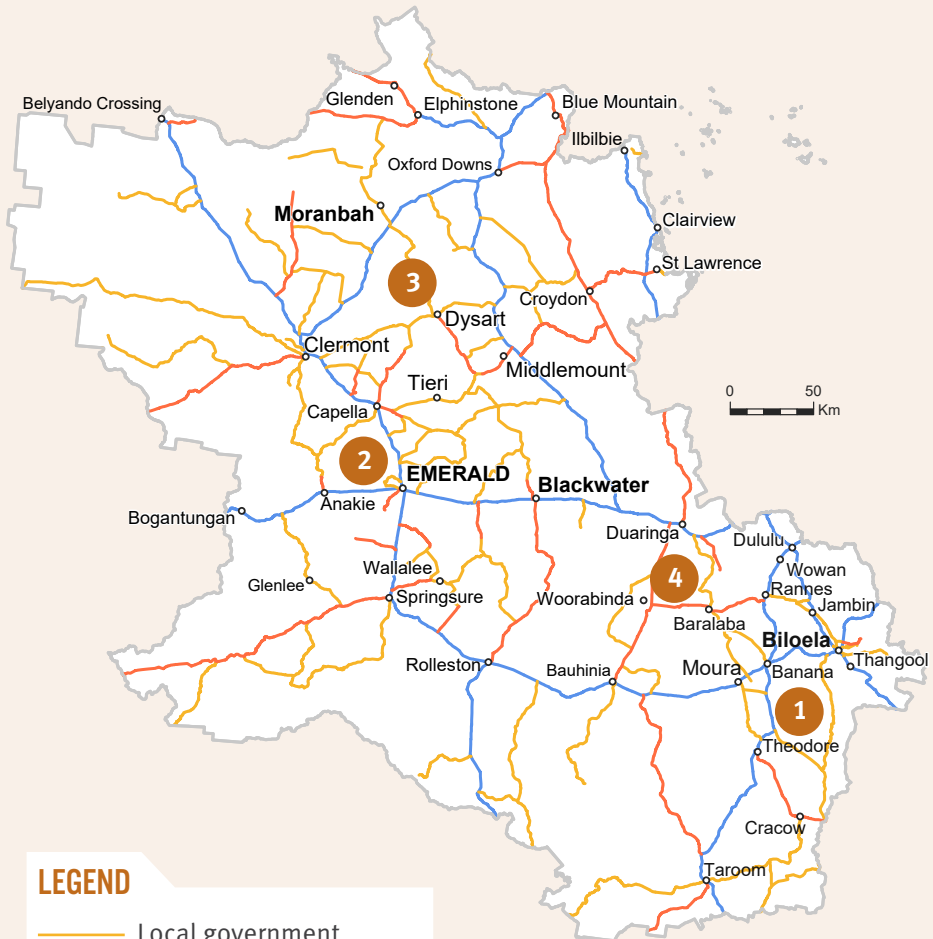 Glenden
Elphinstone
Blue Mountain
Belyando Crossing
Ilbilbie
Oxford Downs
Moranbah
Clairview
St Lawrence
3
Croydon
Dysart
Clermont
Middlemount
Tieri
0 50
Km
Capella
2
EMERALD
Blackwater
Anakie
Bogantungan
Duaringa
Dululu
Wowan
4
Wallalee
Glenlee
Rannes
Springsure
Woorabinda
Jambin
Baralaba
Biloela
Rolleston
Bauhinia
Moura
Banana
Thangool
1
Theodore
Cracow
Taroom
LEGEND
Local government